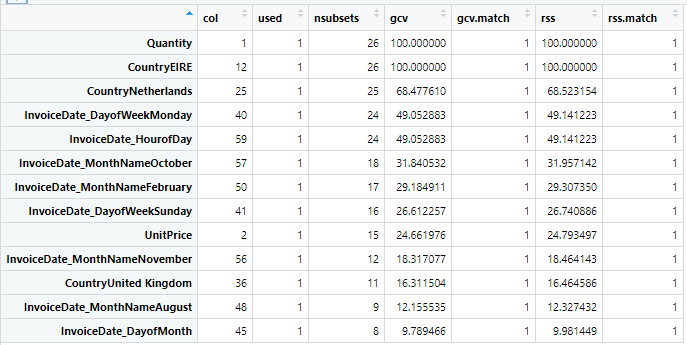 col used nsubsets gcv gcv.match rss rss.match
Quantity 1 1 26 100.000000 1 100.000000 1
CountryEIRE 12 1 26 100.000000 1 100.000000 1
CountryNetherlands 25 1 25 68.477610 1 68.523154 1
InvoiceDate_DayofWeekMonday 40 1 24 49.052883 1 49.141223 1
InvoiceDate_HourofDay 59 1 24 49.052883 1 49.141223 1
InvoiceDate_MonthNameOctober 57 1 18 31.840532 1 31.957142 1
InvoiceDate_MonthNameFebruary 50 1 17 29.184911 1 29.307350 1
InvoiceDate_DayofWeekSunday 41 1 16 26.612257 1 26.740886 1
UnitPrice 2 1 15 24.661976 1 24.793497 1
InvoiceDate_MonthNameNovember 56 1 12 18.317077 1 18.464143 1
CountryUnited Kingdom 36 1 11 16.311504 1 16.464586 1
InvoiceDate_MonthNameAugust 48 1 9 12.155535 1 12.327432 1
InvoiceDate_DayofMonth 45 1 8 9.789466 1 9.981449 1